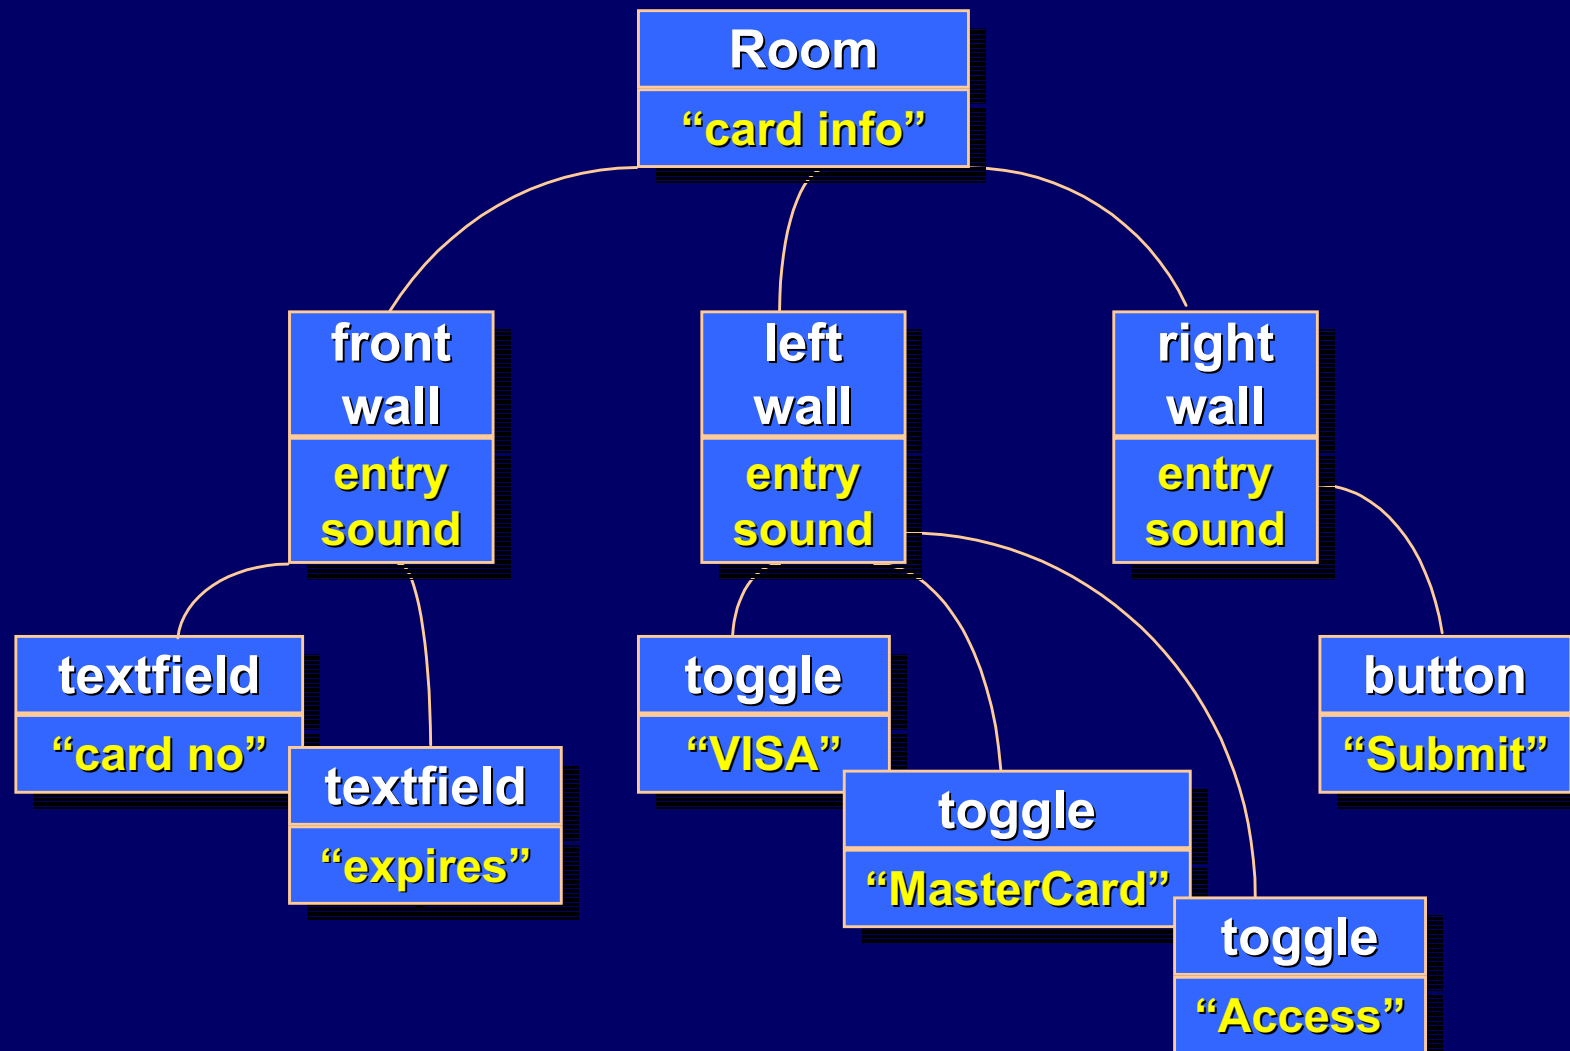 Room
“card info”
front
wall
entry
sound
left
wall
entry
sound
right
wall
entry
sound
textfield
“card no”
textfield
“expires”
toggle
“VISA”
toggle
“MasterCard”
toggle
“Access”
button
“Submit”